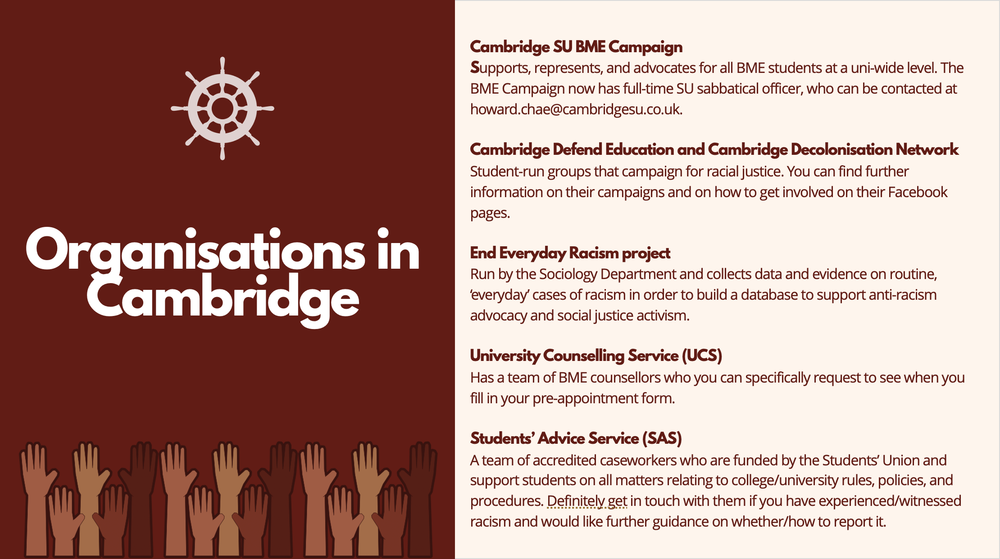 Organisations in
Cambridge
Cambridge SU BME Campaign
Supports, represents, and advocates for all BME students at a uni-wide level. The
BME Campaign now has full-time SU sabbatical officer, who can be contacted at
howard.chae@cambridgesu.co.uk.
Cambridge Defend Education and Cambridge Decolonisation Network
Student-run groups that campaign for racial justice. You can find further
information on their campaigns and on how to get involved on their Facebook
pages.
End Everyday Racism project
Run by the Sociology Department and collects data and evidence on routine,
‘everyday’ cases of racism in order to build a database to support anti-racism
advocacy and social justice activism.
University Counselling Service (UCS)
Has a team of BME counsellors who you can specifically request to see when you
fill in your pre-appointment form.
Students’ Advice Service (SAS)
A team of accredited caseworkers who are funded by the Students’ Union and
support students on all matters relating to college/university rules, policies, and
procedures. Definitely get in touch with them if you have experienced/witnessed
racism and would like further guidance on whether/how to report it.